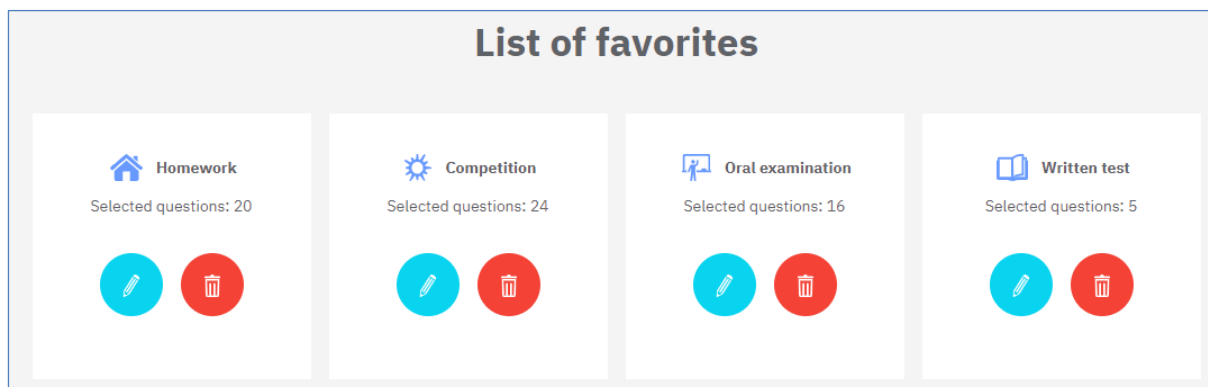 List of favorites
Homework
Selected questions: 20
Competition
Selected questions: 24
Oral examination
Selected questions: 16
Written test
Selected questions: 5